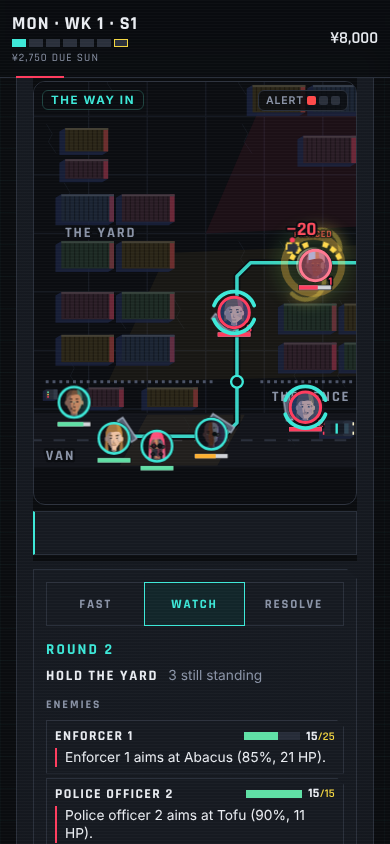 MON · WK 1 · S1
¥8,000
¥2,750 DUE SUN
THE WAY IN
ALERT
THE YARD
−20
VAN
FAST
WATCH
RESOLVE
ROUND 2
HOLD THE YARD 3 still standing
ENEMIES
ENFORCER 1 15/25
Enforcer 1 aims at Abacus (85%, 21 HP).
POLICE OFFICER 2 15/15
Police officer 2 aims at Tofu (90%, 11
HP).